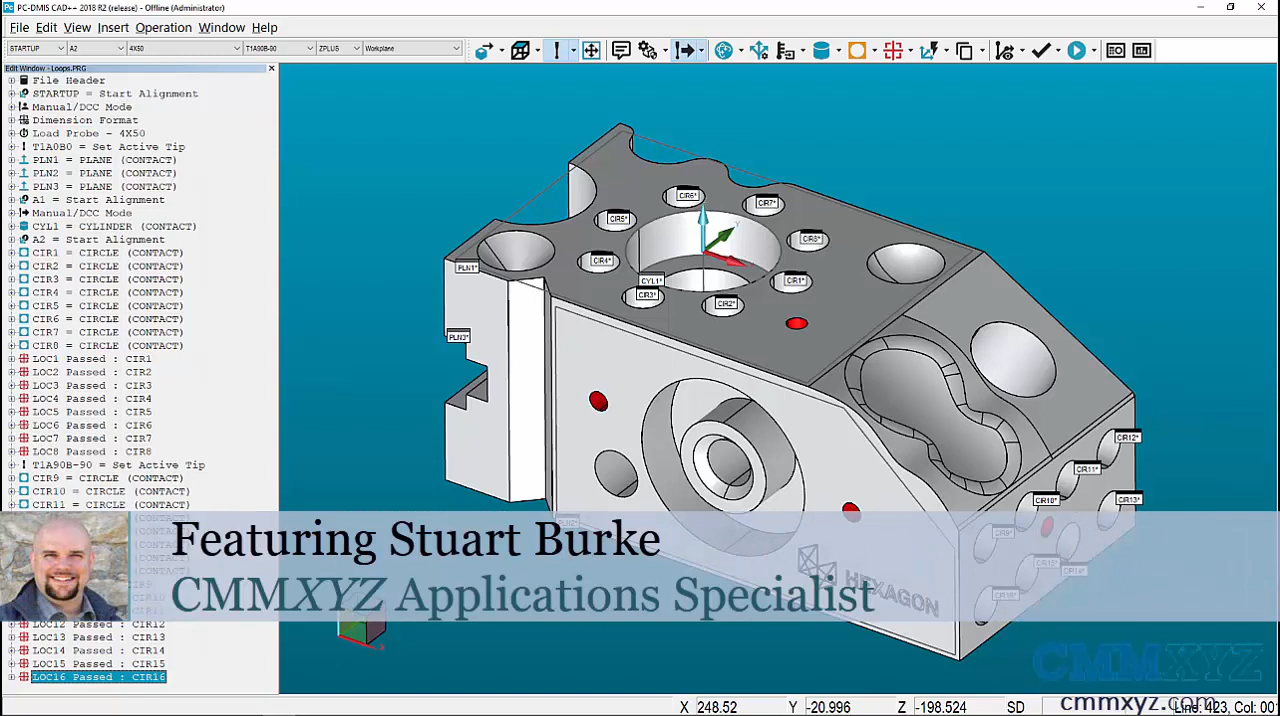 PC-DMIS CAD++ 2018 R2 (release) - Offline (Administrator)
File Edit View Insert Operation Window Help
STARTUP A2 4X50 T1A90B-90 ZPLUS Workplane
Edit Window - Loops.PRG
File Header
STARTUP = Start Alignment
Manual/DCC Mode
Dimension Format
Load Probe - 4X50
T1A0B0 = Set Active Tip
PLN1 = PLANE (CONTACT)
PLN2 = PLANE (CONTACT)
PLN3 = PLANE (CONTACT)
A1 = Start Alignment
Manual/DCC Mode
CYL1 = CYLINDER (CONTACT)
A2 = Start Alignment
CIR1 = CIRCLE (CONTACT)
CIR2 = CIRCLE (CONTACT)
CIR3 = CIRCLE (CONTACT)
CIR4 = CIRCLE (CONTACT)
CIR5 = CIRCLE (CONTACT)
CIR6 = CIRCLE (CONTACT)
CIR7 = CIRCLE (CONTACT)
CIR8 = CIRCLE (CONTACT)
LOC1 Passed : CIR1
LOC2 Passed : CIR2
LOC3 Passed : CIR3
LOC4 Passed : CIR4
LOC5 Passed : CIR5
LOC6 Passed : CIR6
LOC7 Passed : CIR7
LOC8 Passed : CIR8
T1A90B-90 = Set Active Tip
CIR9 = CIRCLE (CONTACT)
CIR10 = CIRCLE (CONTACT)
CIR11 = CIRCLE (CONTACT)
LOC12 Passed : CIR12
LOC13 Passed : CIR13
LOC14 Passed : CIR14
LOC15 Passed : CIR15
LOC16 Passed : CIR16
CIR6*
CIR7*
CIR5*
CIR8*
CIR4*
PLN1*
CYL1*
CIR1*
CIR3*
CIR2*
PLN3*
CIR12*
CIR11*
CIR10*
CIR13*
Y
HEXAGON
Featuring Stuart Burke
CMMXYZ Applications Specialist
CMMXYZ
cmmxyz.com
X 248.52 Y -20.996 Z -198.524 SD Line: 423, Col: 00